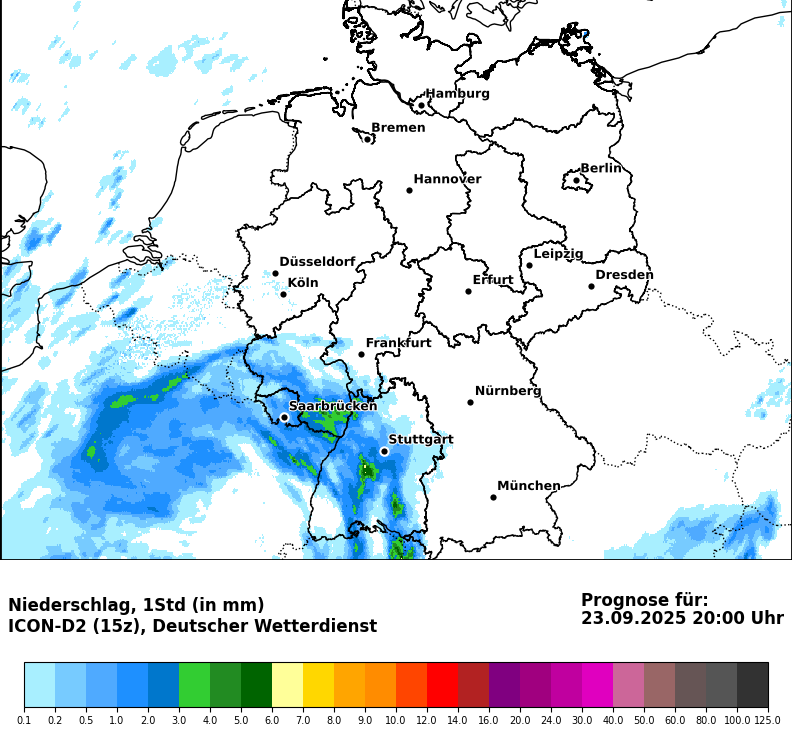 Hamburg
Bremen
Berlin
Hannover
Leipzig
Düsseldorf
Dresden
Köln
Erfurt
Frankfurt
Nürnberg
Saarbrücken
Stuttgart
München
Niederschlag, 1Std (in mm)
ICON-D2 (15z), Deutscher Wetterdienst
Prognose für:
23.09.2025 20:00 Uhr
0.1 0.2 0.5 1.0 2.0 3.0 4.0 5.0 6.0 7.0 8.0 9.0 10.0 12.0 14.0 16.0 20.0 24.0 30.0 40.0 50.0 60.0 80.0 100.0 125.0